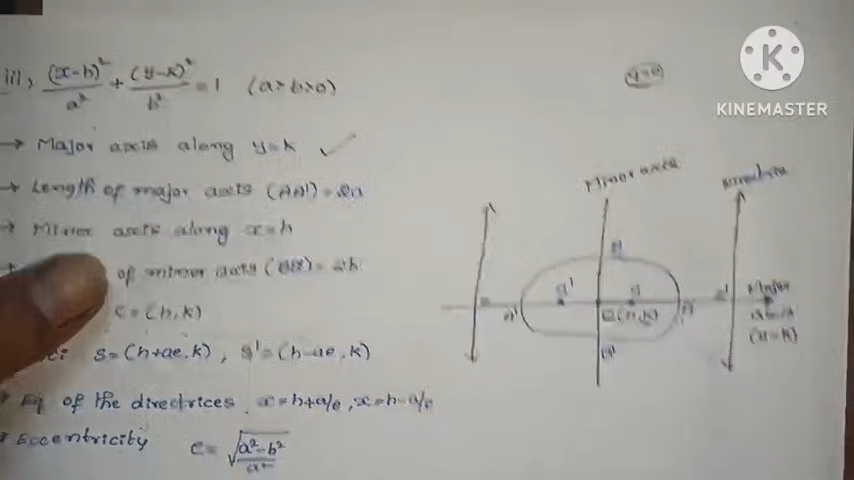 iii, (x-h)²/a² + (y-k)²/b² = 1 (a>b>0)
→ Major axis along y=k ✓
→ Length of major axis (AA')=2a
→ Minor axis along x=h
of minor axis (BB')=2b
C=(h,k)
S=(h+ae,k), S'=(h-ae,k)
Eq of the directrices x=h+a/e, x=h-a/e
Eccentricity e=√(a²-b²/a²)
K
KINEMASTER
Minor axis
B
A' S' S A Z'
C(h,k)
B'
Major
(y=k)